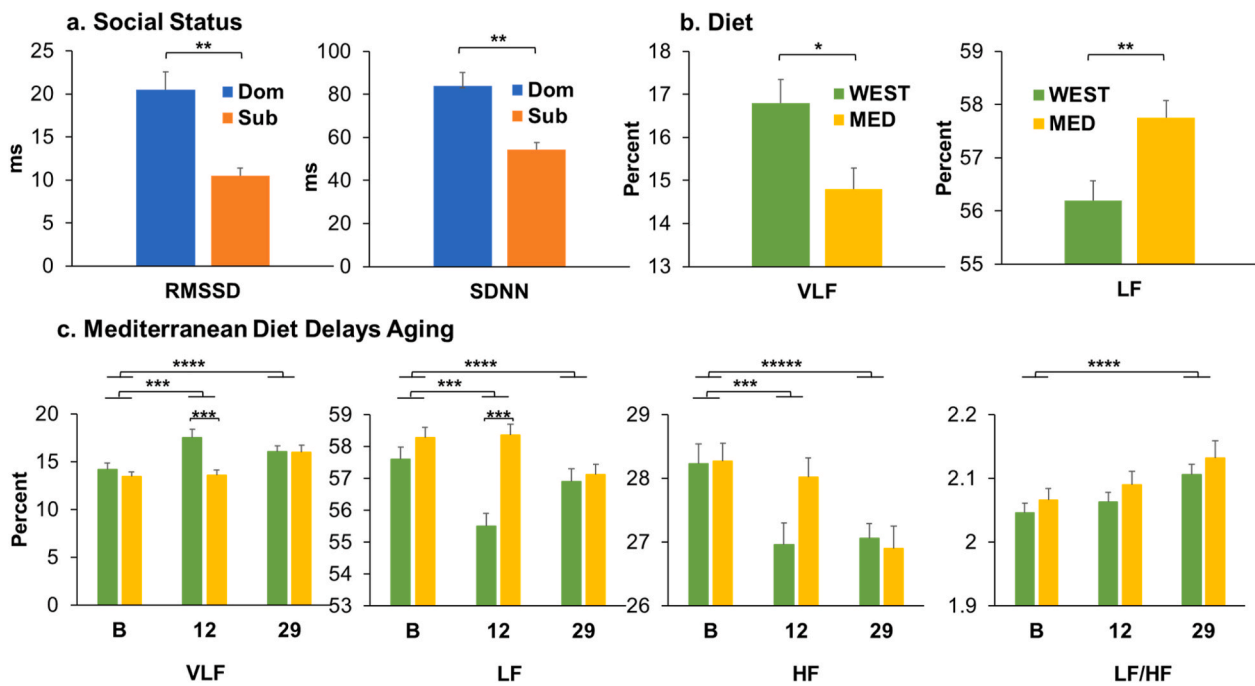 a. Social Status
25
20
15
10
5
0
ms
**
Dom
Sub
RMSSD
100
80
60
40
20
0
ms
**
Dom
Sub
SDNN
b. Diet
18
17
16
15
14
13
Percent
*
WEST
MED
VLF
59
58
57
56
55
Percent
**
WEST
MED
LF
c. Mediterranean Diet Delays Aging
****
***
***
20
15
10
5
0
Percent
B 12 29
VLF
****
***
***
59
58
57
56
55
54
53
B 12 29
LF
*****
***
29
28
27
26
B 12 29
HF
****
2.2
2.1
2
1.9
B 12 29
LF/HF